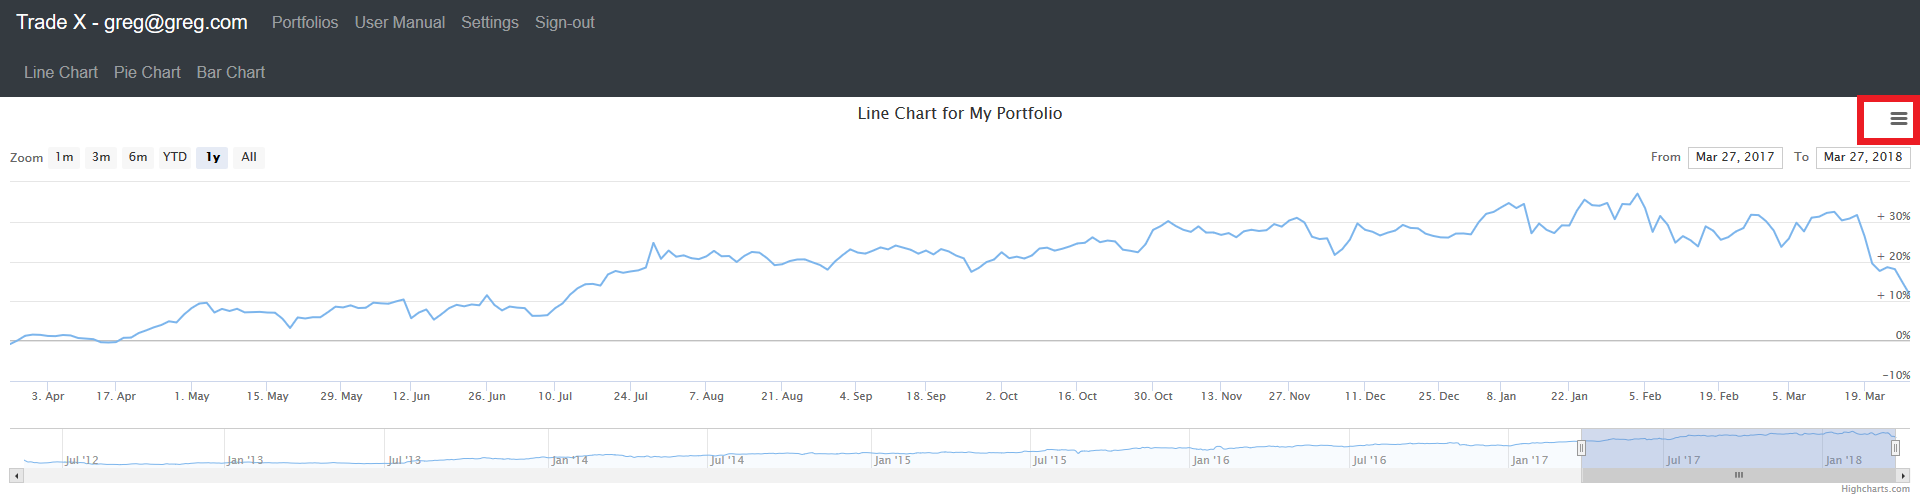 Trade X - greg@greg.com Portfolios User Manual Settings Sign-out
Line Chart Pie Chart Bar Chart
Line Chart for My Portfolio
Zoom 1m 3m 6m YTD 1y All From Mar 27, 2017 To Mar 27, 2018
+ 30%
+ 20%
+ 10%
0%
-10%
3. Apr 17. Apr 1. May 15. May 29. May 12. Jun 26. Jun 10. Jul 24. Jul 7. Aug 21. Aug 4. Sep 18. Sep 2. Oct 16. Oct 30. Oct 13. Nov 27. Nov 11. Dec 25. Dec 8. Jan 22. Jan 5. Feb 19. Feb 5. Mar 19. Mar
Jul '12 Jan '13 Jul '13 Jan '14 Jul '14 Jan '15 Jul '15 Jan '16 Jul '16 Jan '17 Jul '17 Jan '18
Highcharts.com